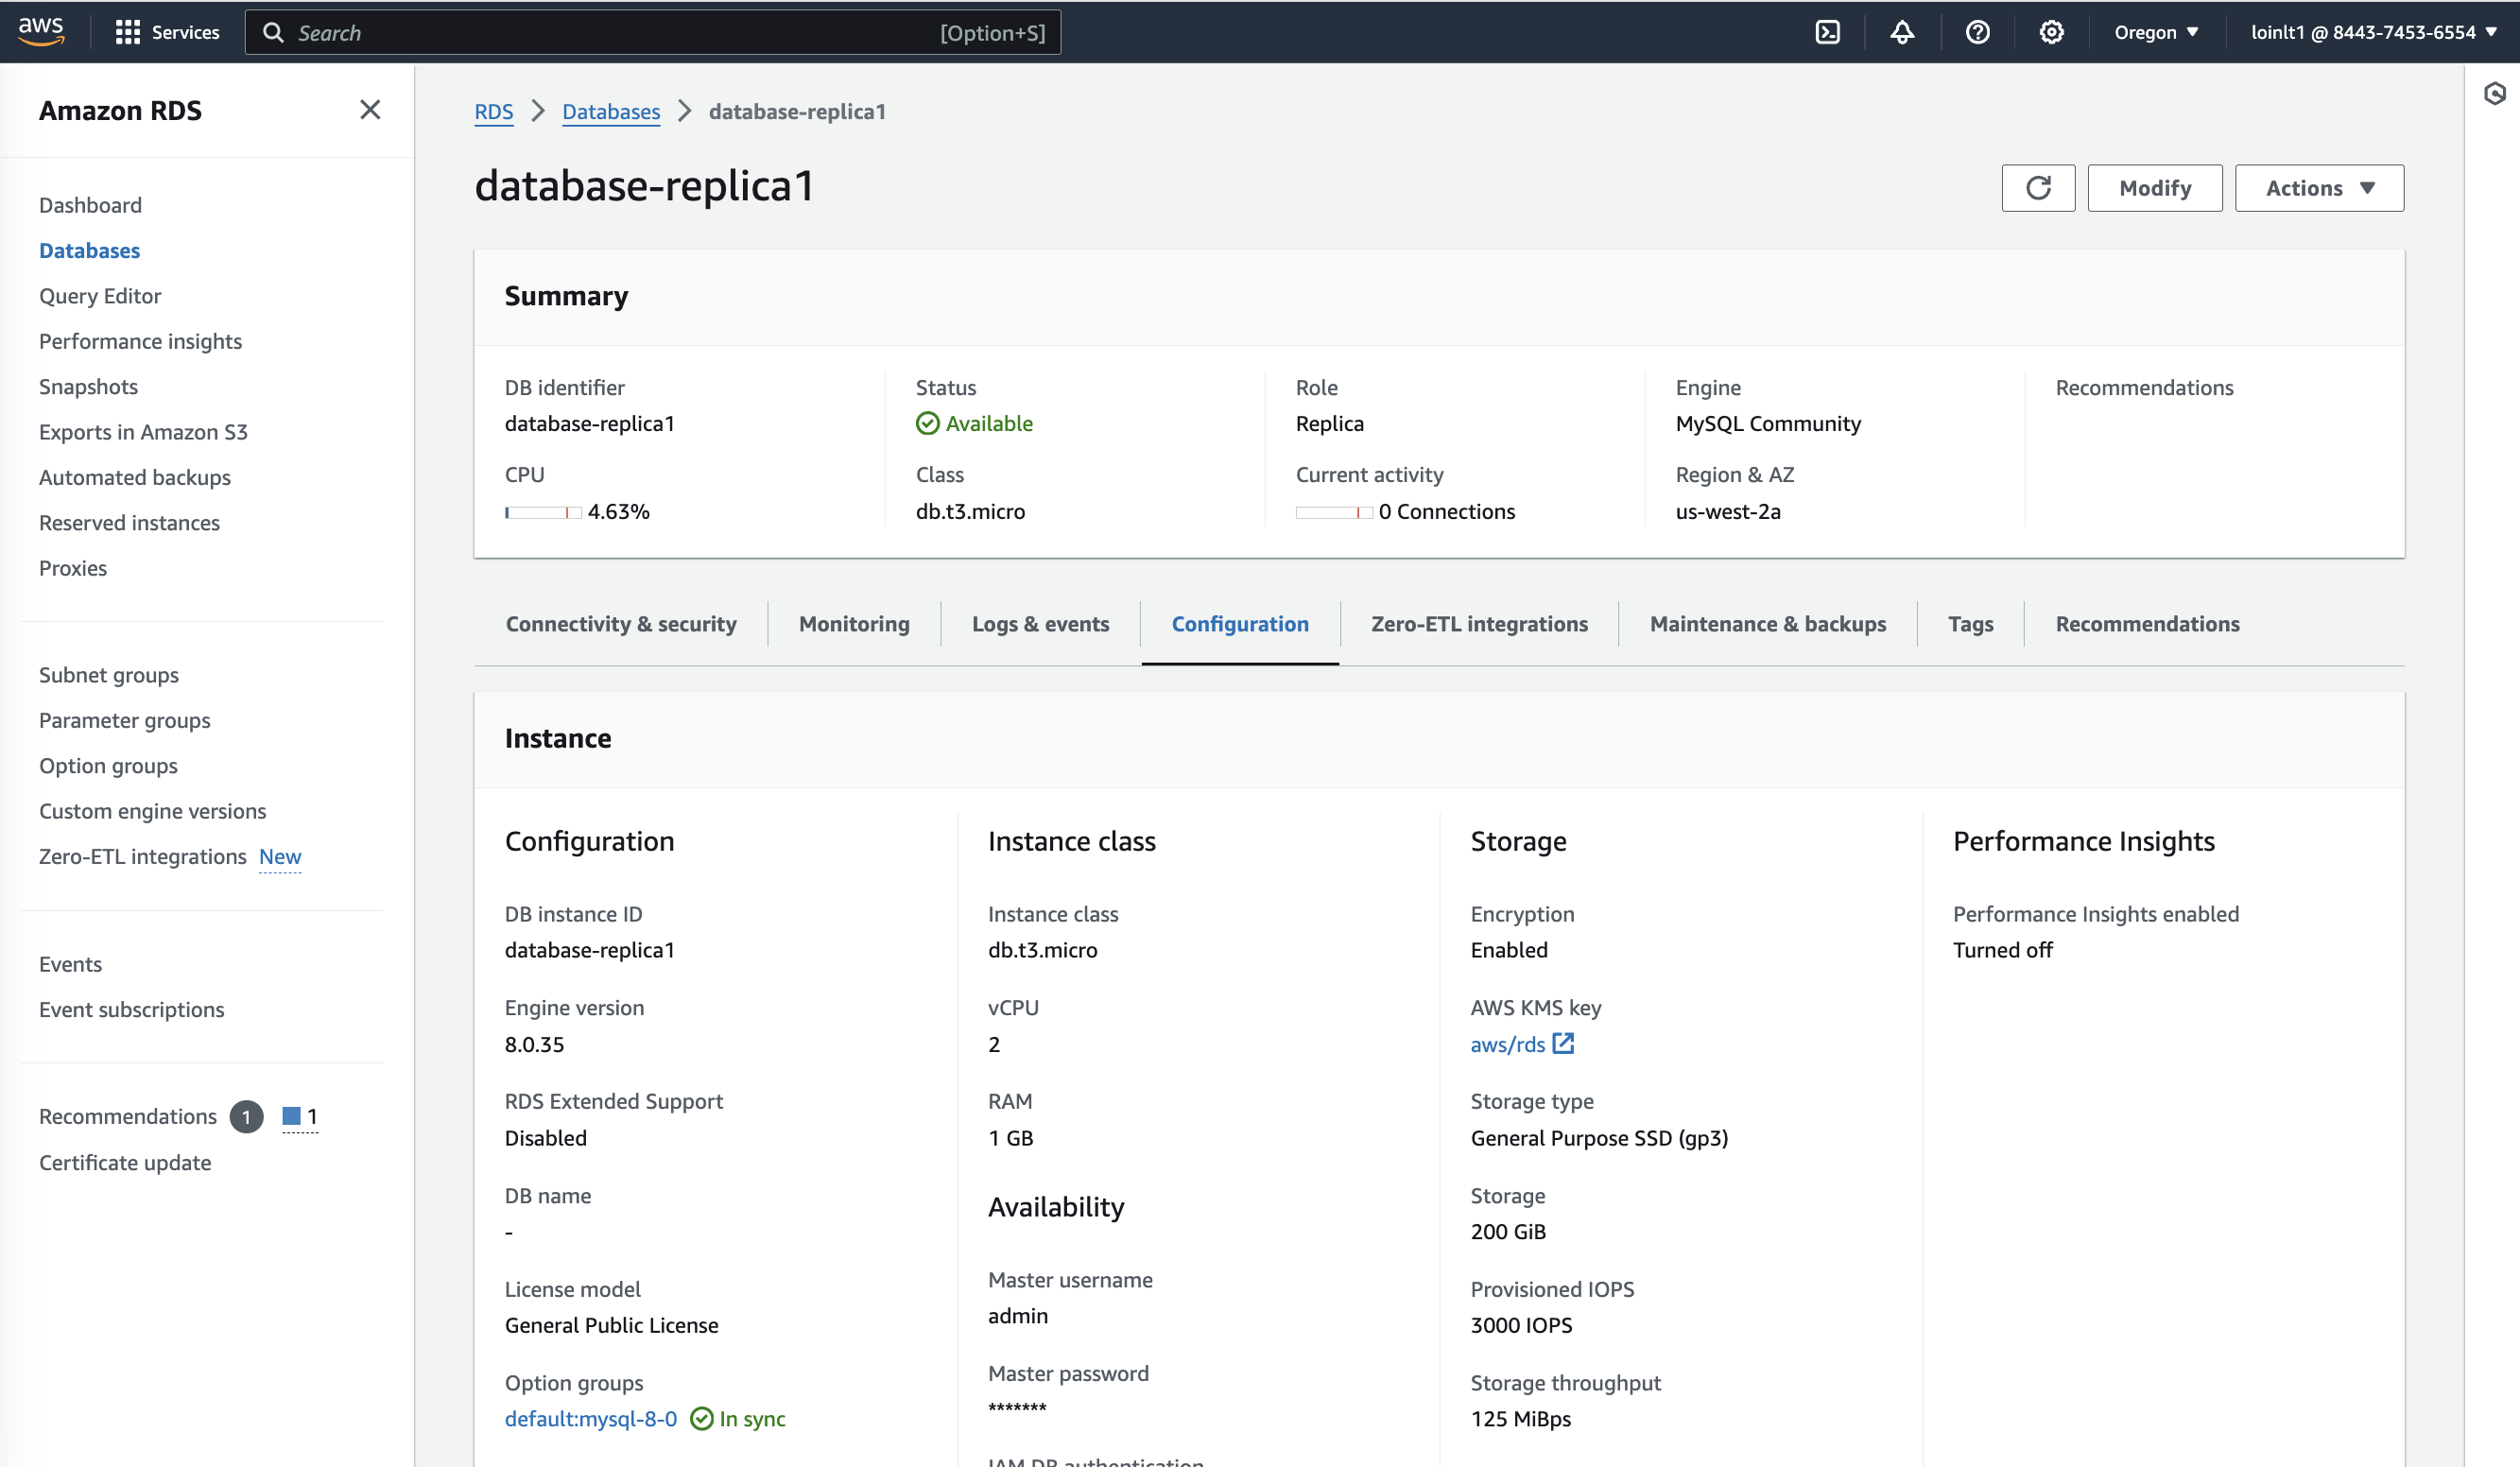 aws Services Search [Option+S] Oregon loinlt1 @ 8443-7453-6554
Amazon RDS
Dashboard
Databases
Query Editor
Performance insights
Snapshots
Exports in Amazon S3
Automated backups
Reserved instances
Proxies
Subnet groups
Parameter groups
Option groups
Custom engine versions
Zero-ETL integrations New
Events
Event subscriptions
Recommendations 1 1
Certificate update
RDS > Databases > database-replica1
database-replica1
Modify Actions
Summary
DB identifier
database-replica1
CPU
4.63%
Status
Available
Class
db.t3.micro
Role
Replica
Current activity
0 Connections
Engine
MySQL Community
Region & AZ
us-west-2a
Recommendations
Connectivity & security Monitoring Logs & events Configuration Zero-ETL integrations Maintenance & backups Tags Recommendations
Instance
Configuration
DB instance ID
database-replica1
Engine version
8.0.35
RDS Extended Support
Disabled
DB name
-
License model
General Public License
Option groups
default:mysql-8-0 In sync
Instance class
Instance class
db.t3.micro
vCPU
2
RAM
1 GB
Availability
Master username
admin
Master password
*******
IAM DB authentication
Storage
Encryption
Enabled
AWS KMS key
aws/rds
Storage type
General Purpose SSD (gp3)
Storage
200 GiB
Provisioned IOPS
3000 IOPS
Storage throughput
125 MiBps
Performance Insights
Performance Insights enabled
Turned off